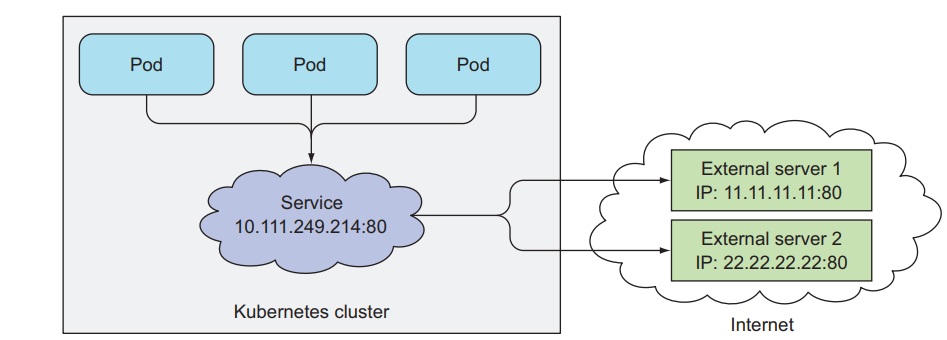 Pod
Pod
Pod
Service
10.111.249.214:80
Kubernetes cluster
External server 1
IP: 11.11.11.11:80
External server 2
IP: 22.22.22.22:80
Internet